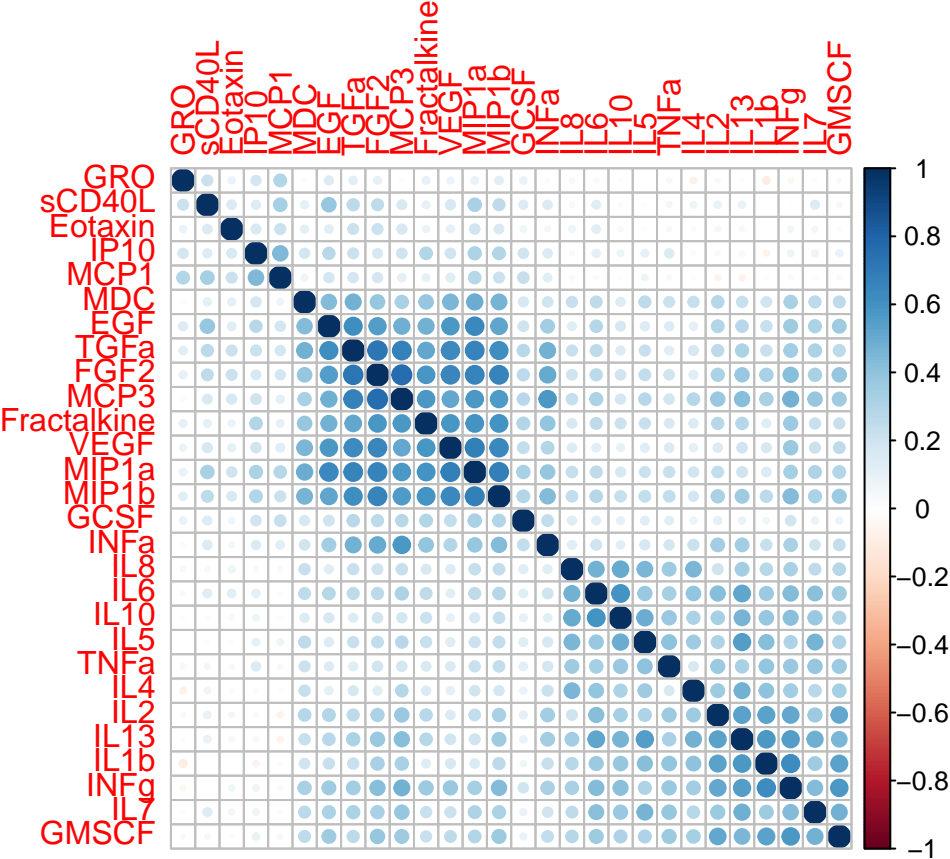 GRO
sCD40L
Eotaxin
IP10
MCP1
MDC
EGF
TGFa
FGF2
MCP3
Fractalkine
VEGF
MIP1a
MIP1b
GCSF
INFa
IL8
IL6
IL10
IL5
TNFa
IL4
IL2
IL13
IL1b
INFg
IL7
GMSCF
GRO
sCD40L
Eotaxin
IP10
MCP1
MDC
EGF
TGFa
FGF2
MCP3
Fractalkine
VEGF
MIP1a
MIP1b
GCSF
INFa
IL8
IL6
IL10
IL5
TNFa
IL4
IL2
IL13
IL1b
INFg
IL7
GMSCF
1
0.8
0.6
0.4
0.2
0
−0.2
−0.4
−0.6
−0.8
−1